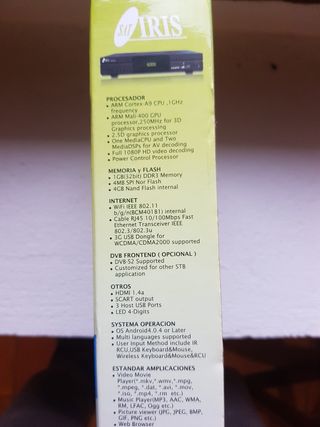 SAT
IRIS
PROCESADOR
• ARM Cortex-A9 CPU ,1GHz
frequency
• ARM Mali-400 GPU
processor,250MHz for 3D
Graphics processing
• 2.5D graphics processor
• One MediaCPU and Two
MediaDSPs for AV decoding
• Full 1080P HD video decoding
• Power Control Processor
MEMORIA y FLASH
• 1GB(32bit) DDR3 Memory
• 4MB SPI Nor Flash
• 4GB Nand Flash internal
INTERNET
• WiFi IEEE 802.11
b/g/n(BCM40181) internal
• Cable RJ45 10/100Mbps Fast
Ethernet Transceiver IEEE
802.3/802.3u
• 3G USB Dongle for
WCDMA/CDMA2000 supported
DVB FRONTEND ( OPCIONAL )
• DVB-S2 Supported
• Customized for other STB
application
OTROS
• HDMI 1.4a
• SCART output
• 3 Host USB Ports
• LED 4-Digits
SYSTEMA OPERACION
• OS Android4.0.4 or Later
• Multi languages supported
• User Input Method include IR
RCU,USB Keyboard&Mouse,
Wireless Keyboard&Mouse&RCU
ESTANDAR AMPLICACIONES
• Video Movie
Player(*.mkv,*.wmv,*.mpg,
*.mpeg, *.dat, *.avi, *.mov,
*.iso, *.mp4, *.rm etc.)
• Music Player(MP3, AAC, WMA,
RM, LFAC, Ogg etc.)
• Picture viewer (JPG, JPEG, BMP,
GIF, PNG etc.)
• Web Browser